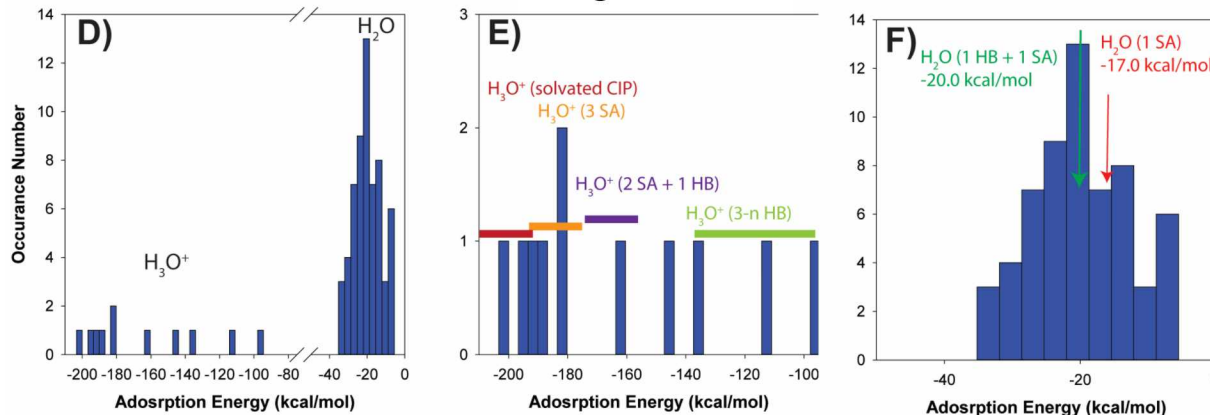 D)
H₂O
H₃O⁺
Occurance Number
14
12
10
8
6
4
2
0
-200 -180 -160 -140 -120 -100 -80 -40 -20 0
Adosrption Energy (kcal/mol)
E)
H₃O⁺ (solvated CIP)
H₃O⁺ (3 SA)
H₃O⁺ (2 SA + 1 HB)
H₃O⁺ (3-n HB)
3
2
1
0
-200 -180 -160 -140 -120 -100
Adosrption Energy (kcal/mol)
F)
H₂O (1 HB + 1 SA)
-20.0 kcal/mol
H₂O (1 SA)
-17.0 kcal/mol
14
12
10
8
6
4
2
0
-40 -20
Adosrption Energy (kcal/mol)